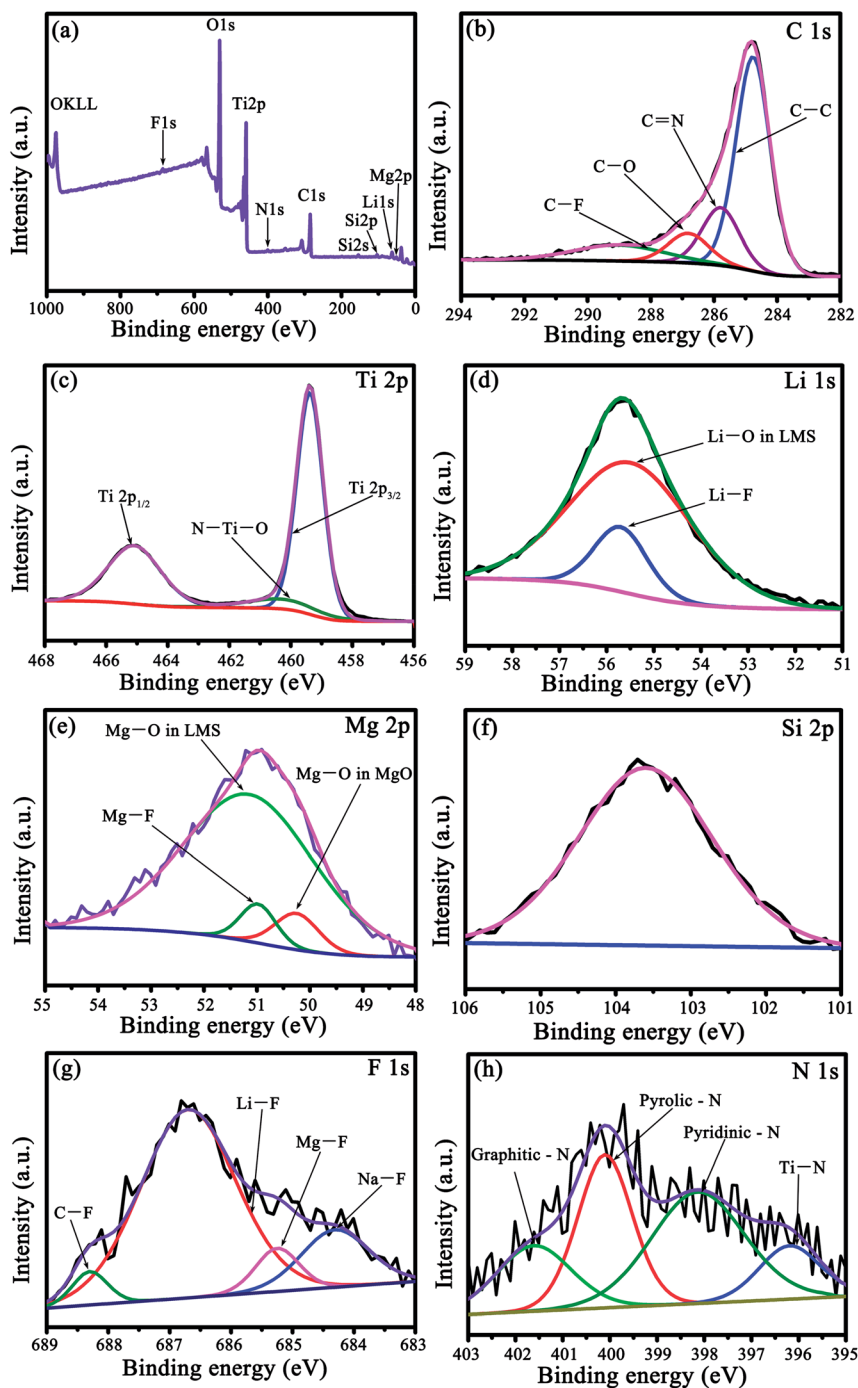 (a)
O1s
OKLL
F1s
Ti2p
N1s
C1s
Mg2p
Li1s
Si2p
Si2s
Intensity (a.u.)
1000 800 600 400 200 0
Binding energy (eV)
(b) C 1s
C=N
C−C
C−O
C−F
Intensity (a.u.)
294 292 290 288 286 284 282
Binding energy (eV)
(c) Ti 2p
Ti 2p1/2
Ti 2p3/2
N−Ti−O
Intensity (a.u.)
468 466 464 462 460 458 456
Binding energy (eV)
(d) Li 1s
Li−O in LMS
Li−F
Intensity (a.u.)
59 58 57 56 55 54 53 52 51
Binding energy (eV)
(e) Mg 2p
Mg−O in LMS
Mg−O in MgO
Mg−F
Intensity (a.u.)
55 54 53 52 51 50 49 48
Binding energy (eV)
(f) Si 2p
Intensity (a.u.)
106 105 104 103 102 101
Binding energy (eV)
(g) F 1s
Li−F
Mg−F
Na−F
C−F
Intensity (a.u.)
689 688 687 686 685 684 683
Binding energy (eV)
(h) N 1s
Pyrolic - N
Graphitic - N
Pyridinic - N
Ti−N
Intensity (a.u.)
403 402 401 400 399 398 397 396 395
Binding energy (eV)